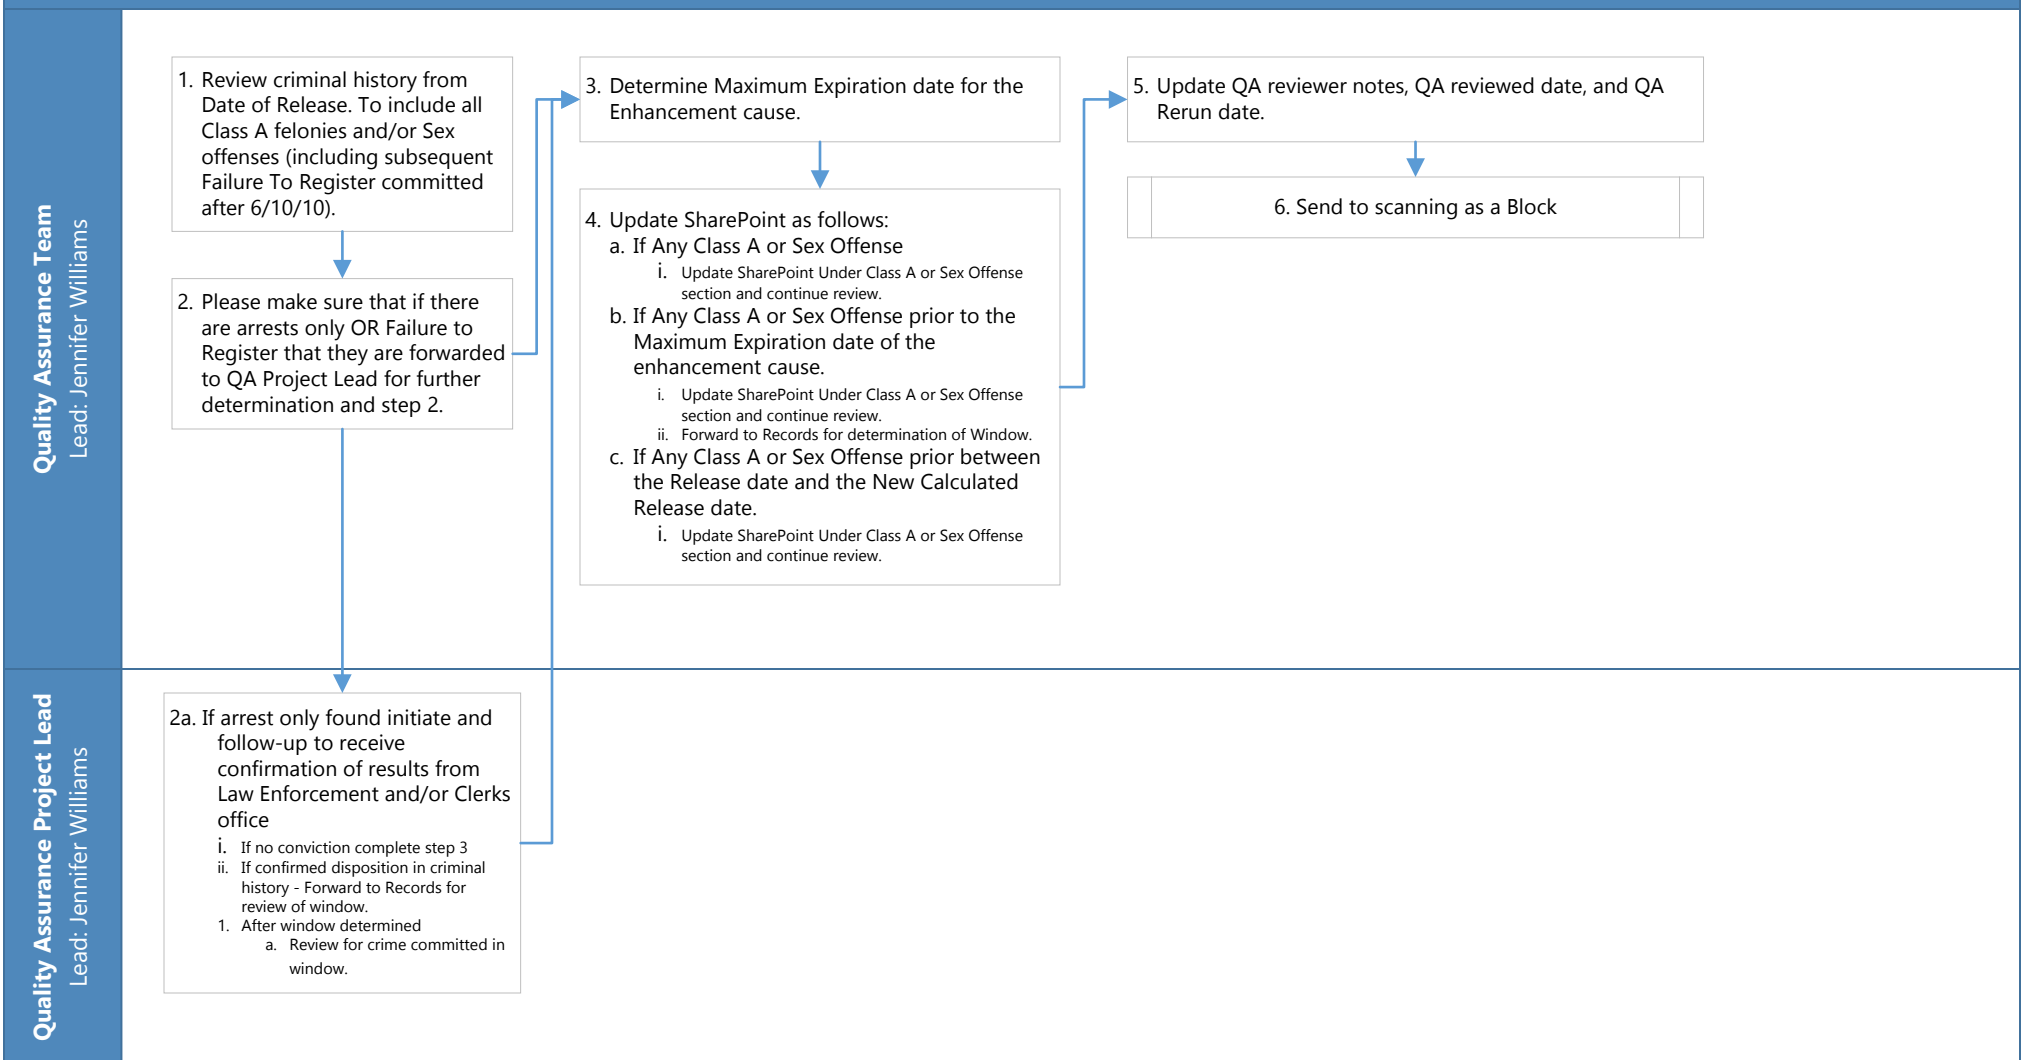 Quality Assurance Team
Lead: Jennifer Williams
1. Review criminal history from
Date of Release. To include all
Class A felonies and/or Sex
offenses (including subsequent
Failure To Register committed
after 6/10/10).
2. Please make sure that if there
are arrests only OR Failure to
Register that they are forwarded
to QA Project Lead for further
determination and step 2.
3. Determine Maximum Expiration date for the
Enhancement cause.
4. Update SharePoint as follows:
a. If Any Class A or Sex Offense
i. Update SharePoint Under Class A or Sex Offense
section and continue review.
b. If Any Class A or Sex Offense prior to the
Maximum Expiration date of the
enhancement cause.
i. Update SharePoint Under Class A or Sex Offense
section and continue review.
ii. Forward to Records for determination of Window.
c. If Any Class A or Sex Offense prior between
the Release date and the New Calculated
Release date.
i. Update SharePoint Under Class A or Sex Offense
section and continue review.
5. Update QA reviewer notes, QA reviewed date, and QA
Rerun date.
6. Send to scanning as a Block
Quality Assurance Project Lead
Lead: Jennifer Williams
2a. If arrest only found initiate and
follow-up to receive
confirmation of results from
Law Enforcement and/or Clerks
office
i. If no conviction complete step 3
ii. If confirmed disposition in criminal
history - Forward to Records for
review of window.
1. After window determined
a. Review for crime committed in
window.